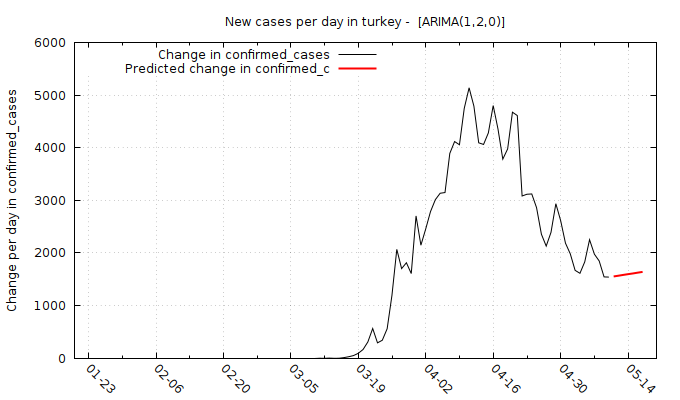 New cases per day in turkey -  [ARIMA(1,2,0)]
Change in confirmed_cases
Predicted change in confirmed_c
Change per day in confirmed_cases
6000
5000
4000
3000
2000
1000
0
01-23 02-06 02-20 03-05 03-19 04-02 04-16 04-30 05-14